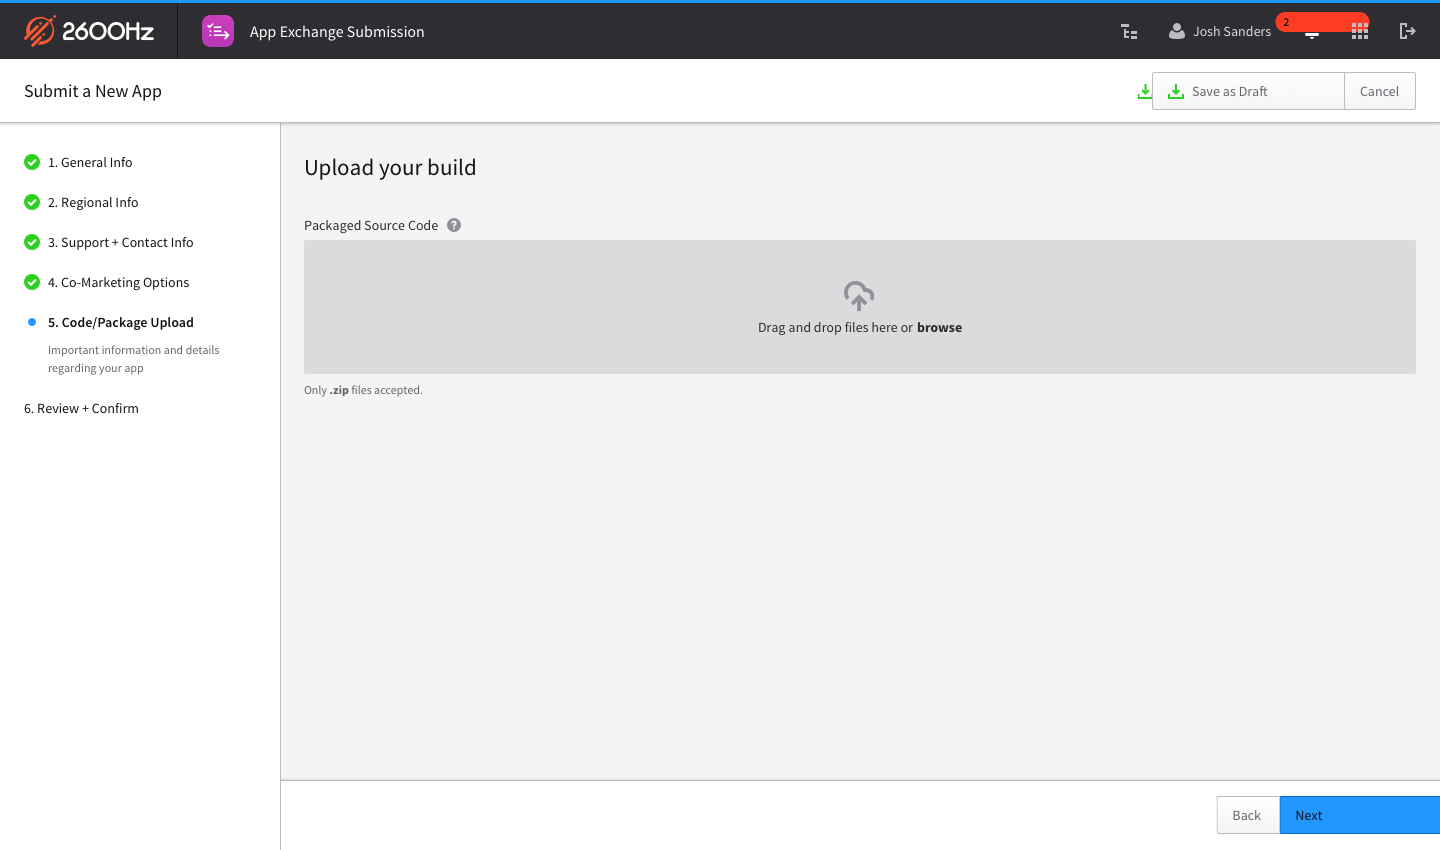 2600Hz
App Exchange Submission
Josh Sanders
2
Submit a New App
Save as Draft
Cancel
1. General Info
2. Regional Info
3. Support + Contact Info
4. Co-Marketing Options
5. Code/Package Upload
Important information and details
regarding your app
6. Review + Confirm
Upload your build
Packaged Source Code ?
Drag and drop files here or browse
Only .zip files accepted.
Back
Next